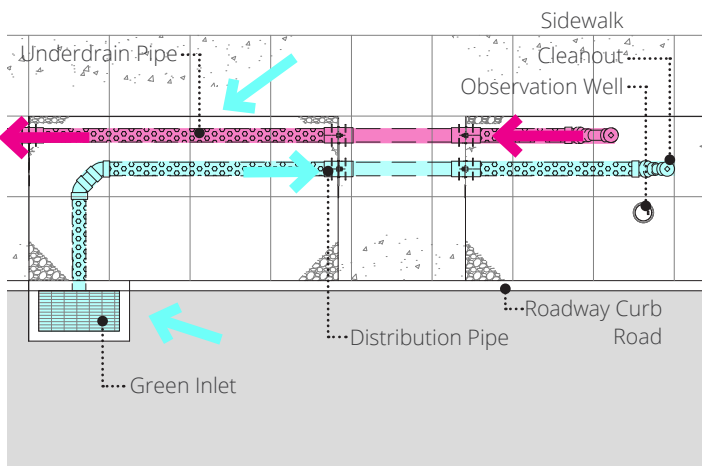 Sidewalk
Underdrain Pipe
Cleanout
Observation Well
Roadway Curb
Road
Distribution Pipe
Green Inlet